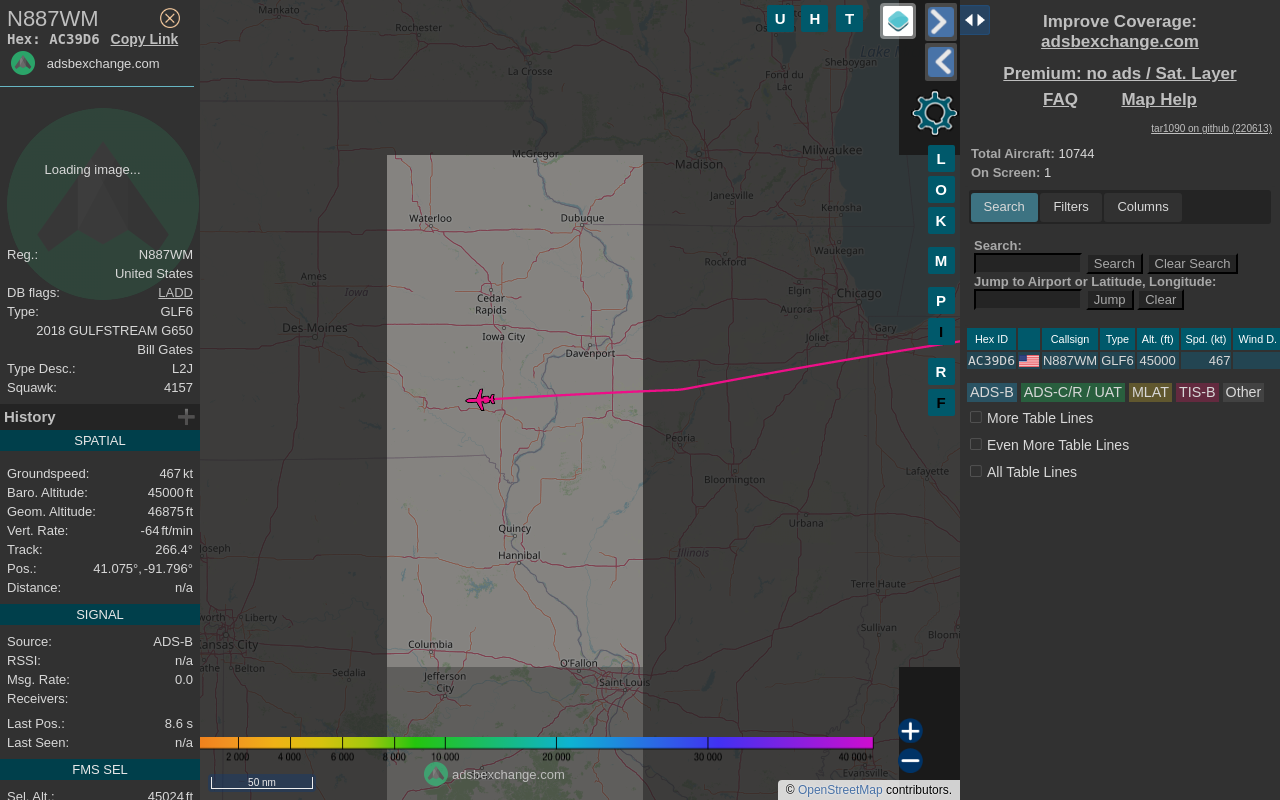 N887WM
Hex: AC39D6 Copy Link
adsbexchange.com
Loading image...
Reg.: N887WM
United States
DB flags: LADD
Type: GLF6
2018 GULFSTREAM G650
Bill Gates
Type Desc.: L2J
Squawk: 4157
History
SPATIAL
Groundspeed: 467 kt
Baro. Altitude: 45000 ft
Geom. Altitude: 46875 ft
Vert. Rate: -64 ft/min
Track: 266.4°
Pos.: 41.075°, -91.796°
Distance: n/a
SIGNAL
Source: ADS-B
RSSI: n/a
Msg. Rate: 0.0
Receivers:
Last Pos.: 8.6 s
Last Seen: n/a
FMS SEL
Sel. Alt.: 45024 ft
Mankato
Rochester
La Crosse
Fond du
Lac
Sheboygan
McGregor
Madison
Milwaukee
Janesville
Kenosha
Waterloo
Dubuque
Waukegan
Rockford
Ames
Iowa
Cedar
Rapids
Elgin
Chicago
Aurora
Des Moines
Iowa City
Joliet
Gary
Davenport
Peoria
Bloomington
Lafayette
Quincy
Urbana
Hannibal
Illinois
Terre Haute
Liberty
Sullivan
Columbia
Belton
Sedalia
O'Fallon
Jefferson
City
Saint Louis
Evansville
U H T
L
O
K
M
P
I
R
F
2 000 4 000 6 000 8 000 10 000 20 000 30 000 40 000+
50 nm
adsbexchange.com
© OpenStreetMap contributors.
Improve Coverage:
adsbexchange.com
Premium: no ads / Sat. Layer
FAQ Map Help
tar1090 on github (220613)
Total Aircraft: 10744
On Screen: 1
Search Filters Columns
Search:
Search Clear Search
Jump to Airport or Latitude, Longitude:
Jump Clear
Hex ID Callsign Type Alt. (ft) Spd. (kt) Wind D.
AC39D6 N887WM GLF6 45000 467
ADS-B ADS-C/R / UAT MLAT TIS-B Other
More Table Lines
Even More Table Lines
All Table Lines